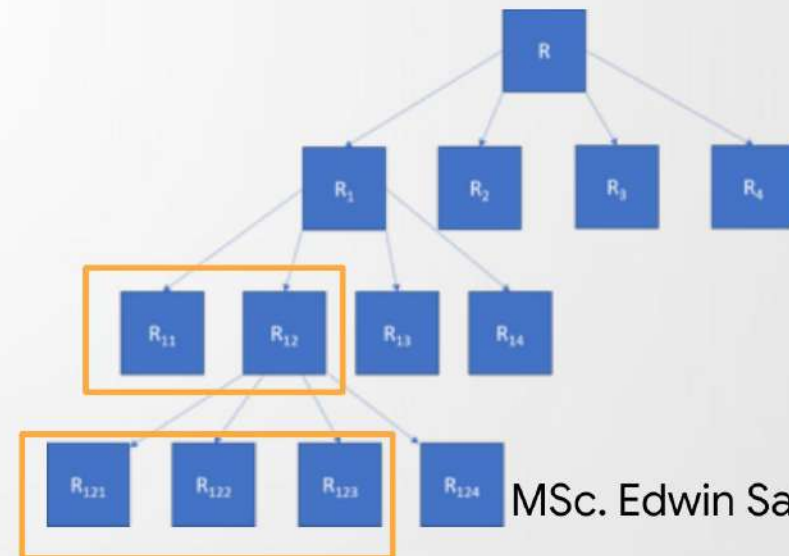 R
R₁ R₂ R₃ R₄
R₁₁ R₁₂ R₁₃ R₁₄
R₁₂₁ R₁₂₂ R₁₂₃ R₁₂₄
MSc. Edwin Sa